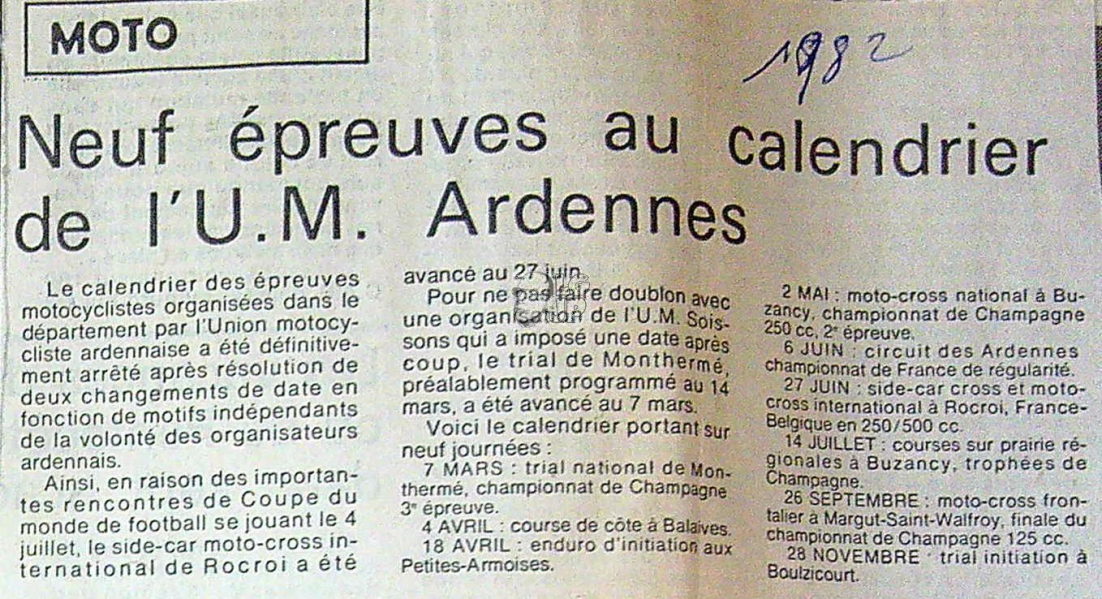 MOTO
1982
Neuf épreuves au calendrier
de l'U.M. Ardennes
Le calendrier des épreuves
motocyclistes organisées dans le
département par l'Union motocy-
cliste ardennaise a été définitive-
ment arrêté après résolution de
deux changements de date en
fonction de motifs indépendants
de la volonté des organisateurs
ardennais.
Ainsi, en raison des importan-
tes rencontres de Coupe du
monde de football se jouant le 4
juillet, le side-car moto-cross in-
ternational de Rocroi a été
avancé au 27 juin.
Pour ne pas faire doublon avec
une organisation de l'U.M. Sois-
sons qui a imposé une date après
coup, le trial de Monthermé,
préalablement programmé au 14
mars, a été avancé au 7 mars.
Voici le calendrier portant sur
neuf journées :
7 MARS : trial national de Mon-
thermé, championnat de Champagne
3e épreuve.
4 AVRIL : course de côte à Balaives.
18 AVRIL : enduro d'initiation aux
Petites-Armoises.
2 MAI : moto-cross national à Bu-
zancy, championnat de Champagne
250 cc, 2e épreuve.
6 JUIN : circuit des Ardennes
championnat de France de régularité.
27 JUIN : side-car cross et moto-
cross international à Rocroi, France-
Belgique en 250/500 cc.
14 JUILLET : courses sur prairie ré-
gionales à Buzancy, trophées de
Champagne.
26 SEPTEMBRE : moto-cross fron-
talier à Margut-Saint-Walfroy, finale du
championnat de Champagne 125 cc.
28 NOVEMBRE : trial initiation à
Boulzicourt.